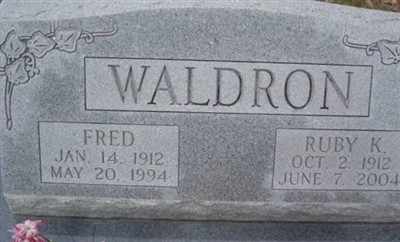 WALDRON
FRED
JAN. 14. 1912
MAY 20, 1994
RUBY K.
OCT 2 1912
JUNE 7 2004